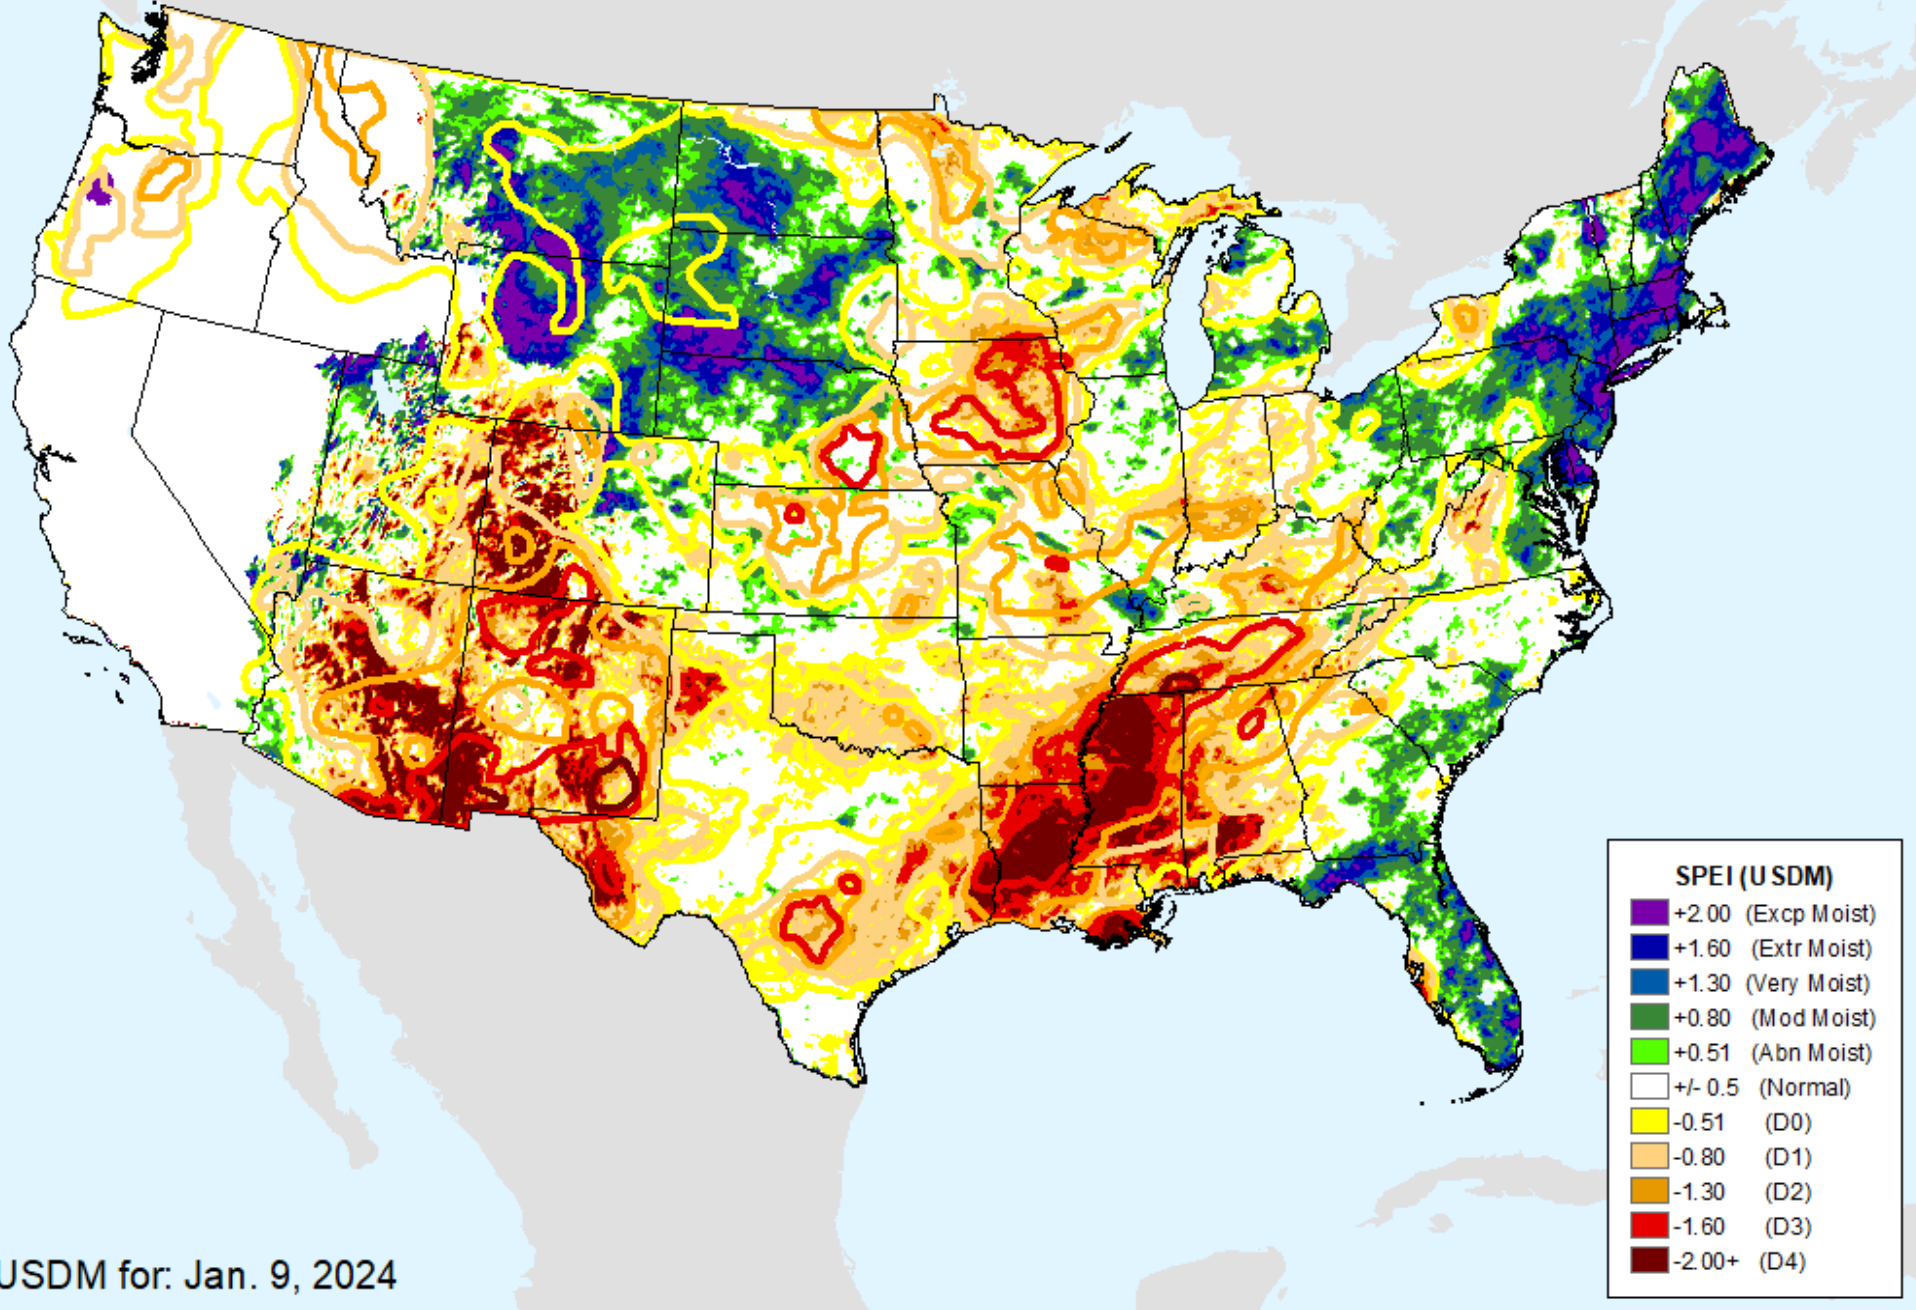 SPEI (USDM)
+2.00 (Excp Moist)
+1.60 (Extr Moist)
+1.30 (Very Moist)
+0.80 (Mod Moist)
+0.51 (Abn Moist)
+/- 0.5 (Normal)
-0.51 (D0)
-0.80 (D1)
-1.30 (D2)
-1.60 (D3)
-2.00+ (D4)
USDM for: Jan. 9, 2024